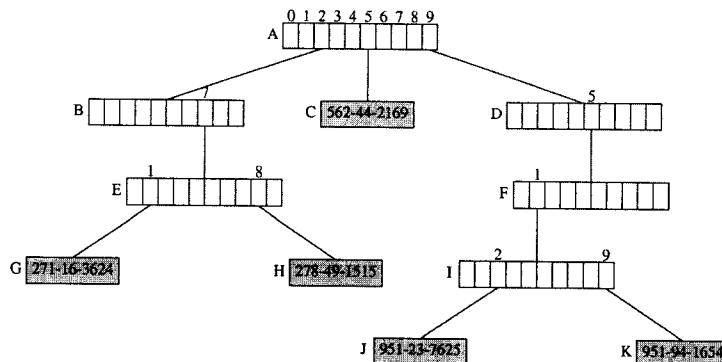 0 1 2 3 4 5 6 7 8 9
A
7
5
B
C 562-44-2169
D
1
8
1
E
F
2
9
G 271-16-3624
H 278-49-1515
I
J 951-23-7625
K 951-94-1654